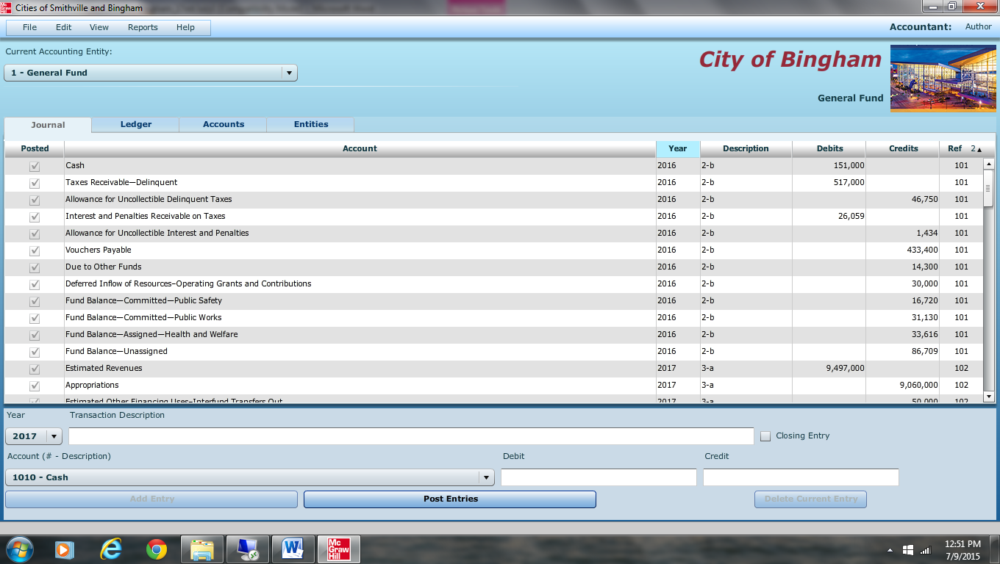 Mc Graw Hill Cities of Smithville and Bingham
File Edit View Reports Help
Accountant: Author
Current Accounting Entity:
1 - General Fund
City of Bingham
General Fund
Journal Ledger Accounts Entities
Posted Account Year Description Debits Credits Ref 2
Cash 2016 2-b 151,000 101
Taxes Receivable—Delinquent 2016 2-b 517,000 101
Allowance for Uncollectible Delinquent Taxes 2016 2-b 46,750 101
Interest and Penalties Receivable on Taxes 2016 2-b 26,059 101
Allowance for Uncollectible Interest and Penalties 2016 2-b 1,434 101
Vouchers Payable 2016 2-b 433,400 101
Due to Other Funds 2016 2-b 14,300 101
Deferred Inflow of Resources–Operating Grants and Contributions 2016 2-b 30,000 101
Fund Balance—Committed—Public Safety 2016 2-b 16,720 101
Fund Balance—Committed—Public Works 2016 2-b 31,130 101
Fund Balance—Assigned—Health and Welfare 2016 2-b 33,616 101
Fund Balance—Unassigned 2016 2-b 86,709 101
Estimated Revenues 2017 3-a 9,497,000 102
Appropriations 2017 3-a 9,060,000 102
Estimated Other Financing Uses–Interfund Transfers Out 2017 3-a 50,000 102
Year Transaction Description
2017 Closing Entry
Account (# - Description) Debit Credit
1010 - Cash
Add Entry Post Entries Delete Current Entry
Mc Graw Hill
12:51 PM
7/9/2015